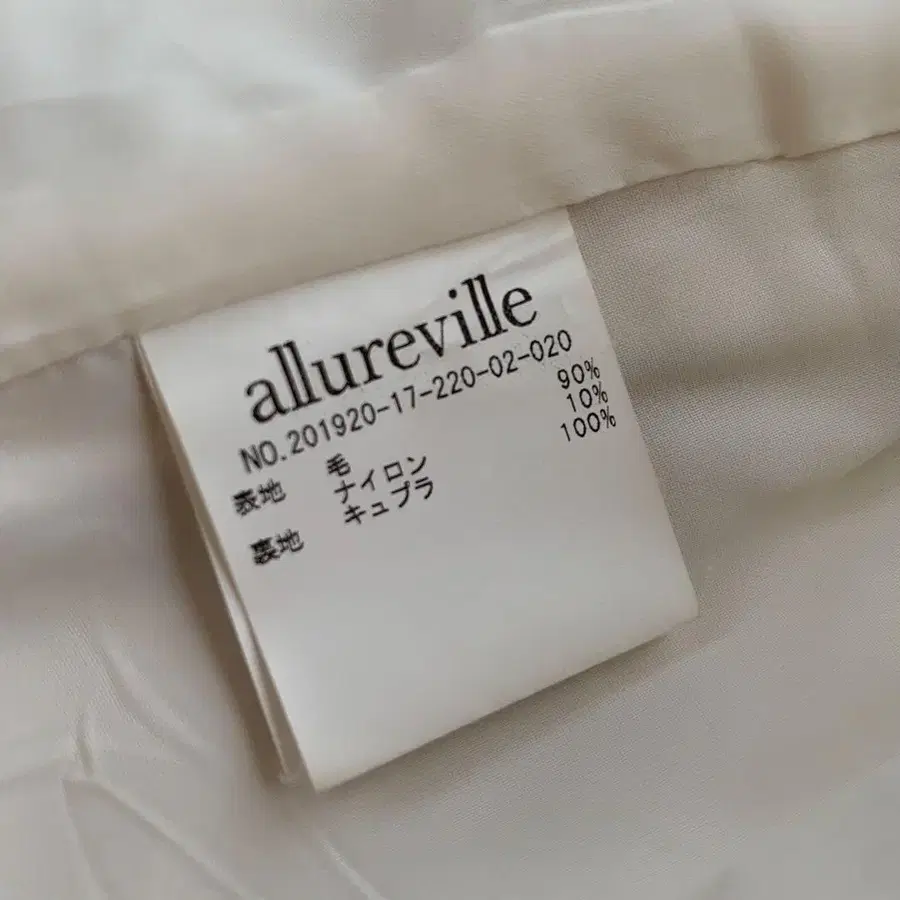 allureville
NO.201920-17-220-02-020
表地 毛 90%
ナイロン 10%
裏地 キュプラ 100%